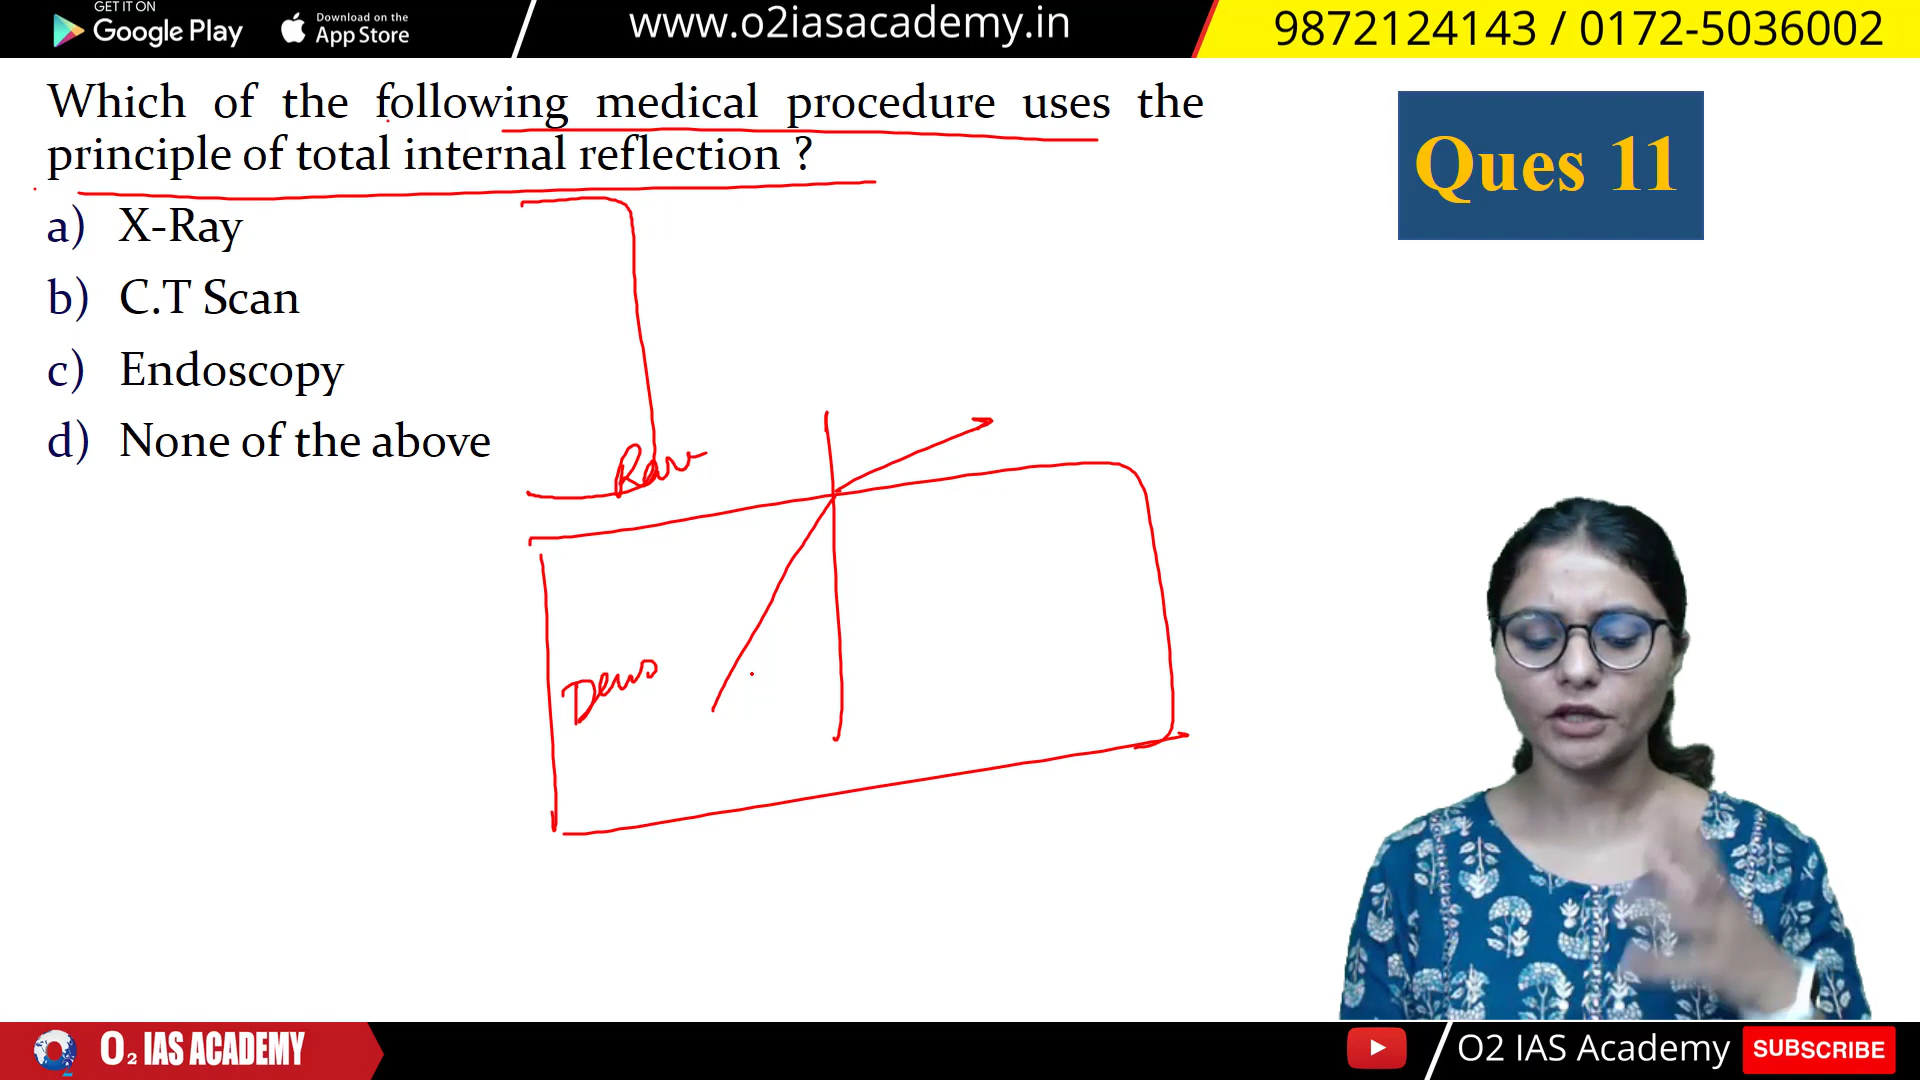 GET IT ON
Google Play
Download on the
App Store
www.o2iasacademy.in
9872124143 / 0172-5036002
Which of the following medical procedure uses the
principle of total internal reflection ?
Ques 11
a) X-Ray
b) C.T Scan
c) Endoscopy
d) None of the above
O2 IAS ACADEMY
O2 IAS Academy
SUBSCRIBE